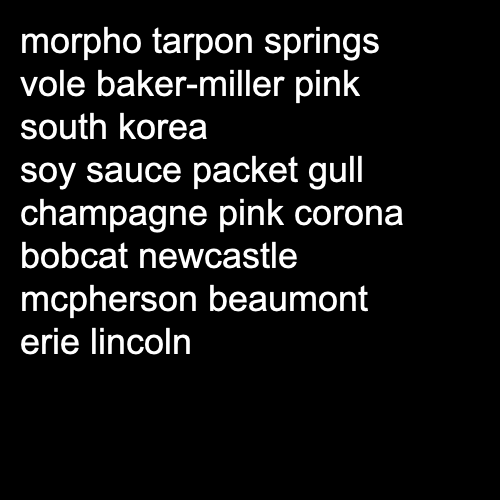 morpho tarpon springs
vole baker-miller pink
south korea
soy sauce packet gull
champagne pink corona
bobcat newcastle
mcpherson beaumont
erie lincoln